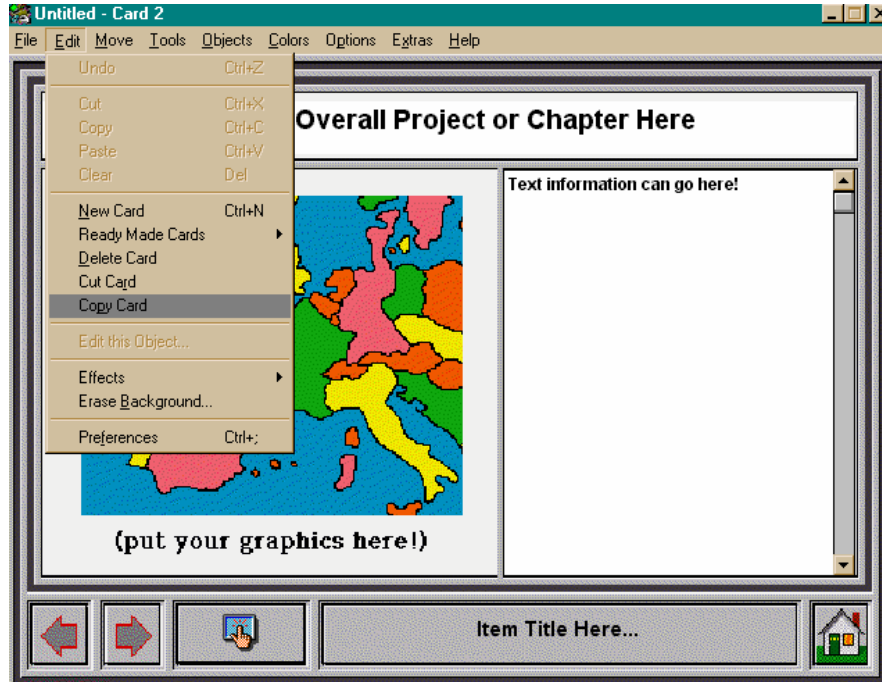 Untitled - Card 2
File Edit Move Tools Objects Colors Options Extras Help
Undo Ctrl+Z
Cut Ctrl+X
Copy Ctrl+C
Paste Ctrl+V
Clear Del
New Card Ctrl+N
Ready Made Cards
Delete Card
Cut Card
Copy Card
Edit this Object...
Effects
Erase Background...
Preferences Ctrl+;
Overall Project or Chapter Here
Text information can go here!
(put your graphics here!)
Item Title Here...